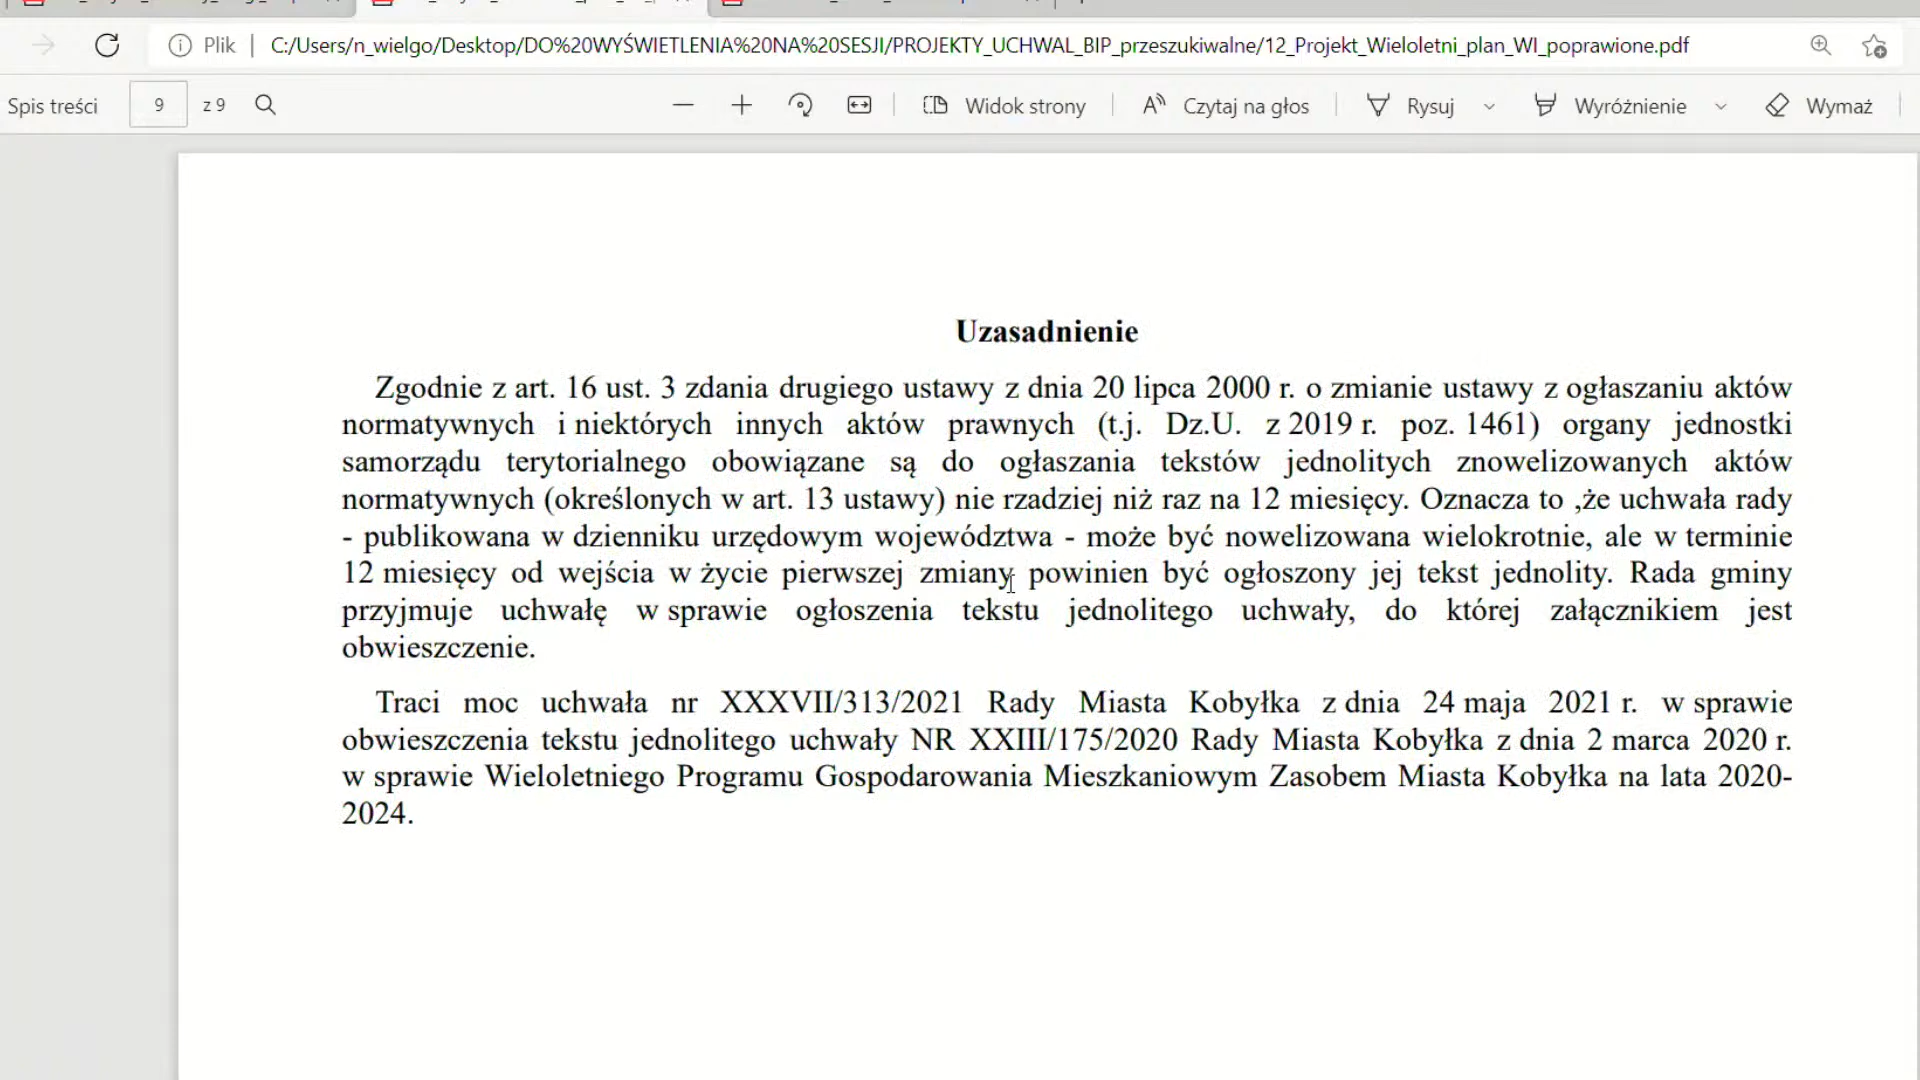 Plik
C:/Users/n_wielgo/Desktop/DO%20WYŚWIETLENIA%20NA%20SESJI/PROJEKTY_UCHWAL_BIP_przeszukiwalne/12_Projekt_Wieloletni_plan_WI_poprawione.pdf
Spis treści 9 z 9 Widok strony Czytaj na głos Rysuj Wyróżnienie Wymaż
Uzasadnienie
Zgodnie z art. 16 ust. 3 zdania drugiego ustawy z dnia 20 lipca 2000 r. o zmianie ustawy z ogłaszaniu aktów
normatywnych i niektórych innych aktów prawnych (t.j. Dz.U. z 2019 r. poz. 1461) organy jednostki
samorządu terytorialnego obowiązane są do ogłaszania tekstów jednolitych znowelizowanych aktów
normatywnych (określonych w art. 13 ustawy) nie rzadziej niż raz na 12 miesięcy. Oznacza to ,że uchwała rady
- publikowana w dzienniku urzędowym województwa - może być nowelizowana wielokrotnie, ale w terminie
12 miesięcy od wejścia w życie pierwszej zmiany powinien być ogłoszony jej tekst jednolity. Rada gminy
przyjmuje uchwałę w sprawie ogłoszenia tekstu jednolitego uchwały, do której załącznikiem jest
obwieszczenie.
Traci moc uchwała nr XXXVII/313/2021 Rady Miasta Kobyłka z dnia 24 maja 2021 r. w sprawie
obwieszczenia tekstu jednolitego uchwały NR XXIII/175/2020 Rady Miasta Kobyłka z dnia 2 marca 2020 r.
w sprawie Wieloletniego Programu Gospodarowania Mieszkaniowym Zasobem Miasta Kobyłka na lata 2020-
2024.